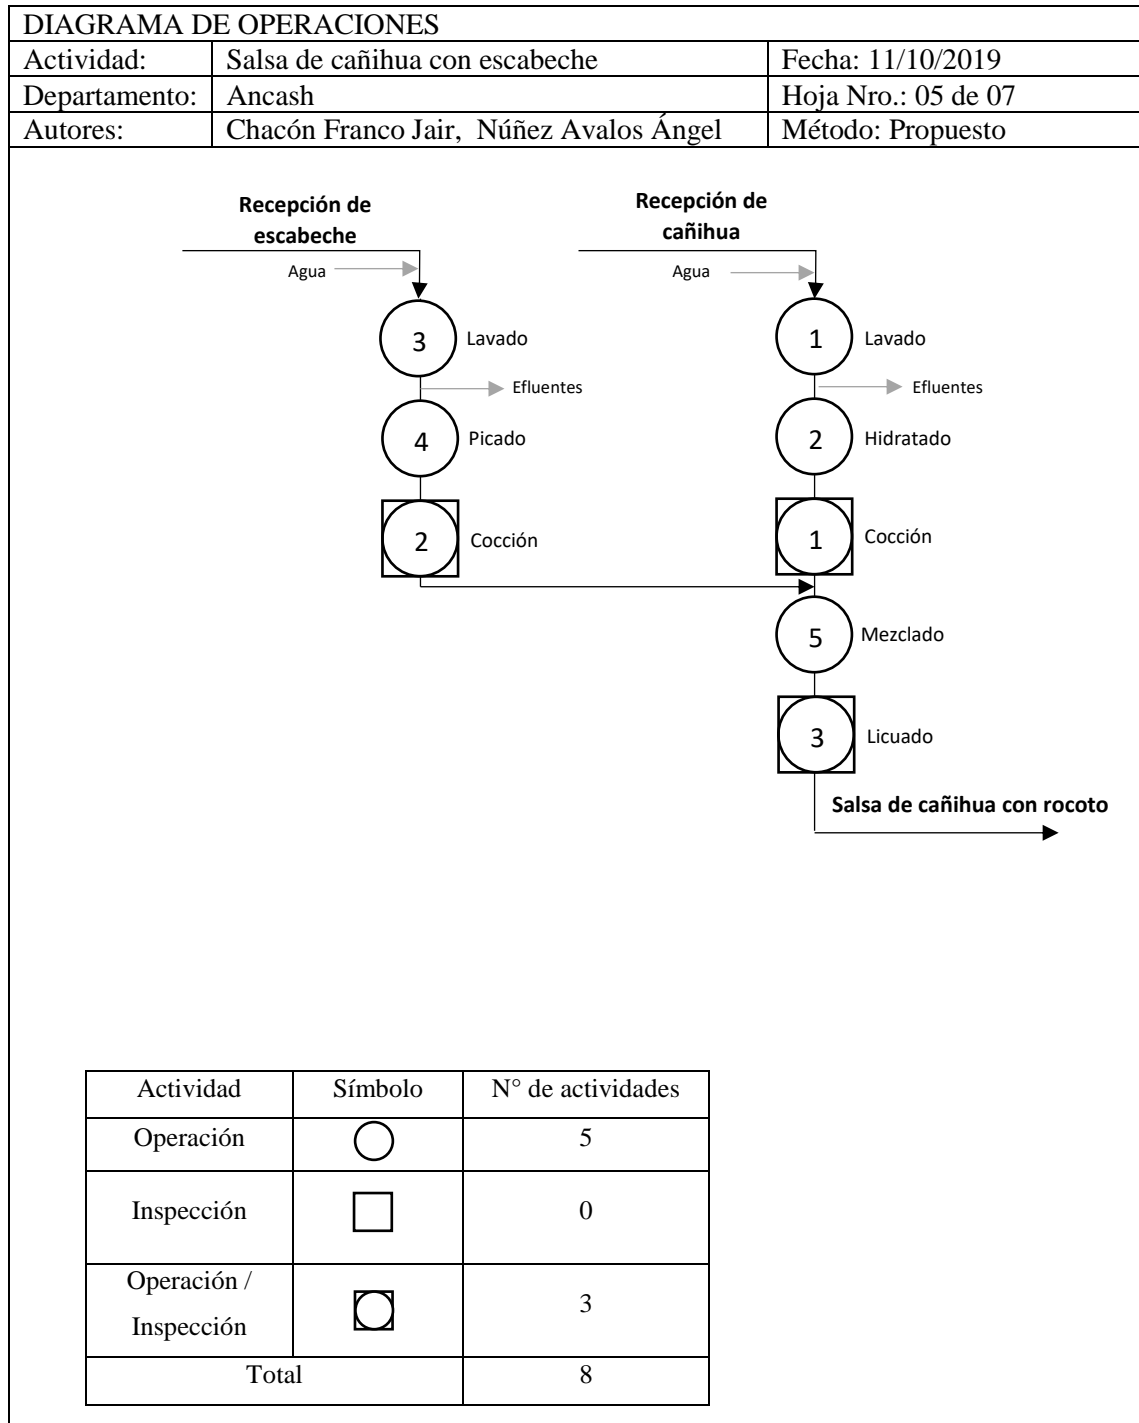 DIAGRAMA DE OPERACIONES
Actividad: Salsa de cañihua con escabeche Fecha: 11/10/2019
Departamento: Ancash Hoja Nro.: 05 de 07
Autores: Chacón Franco Jair, Núñez Avalos Ángel Método: Propuesto
Recepción de
escabeche
Recepción de
cañihua
Agua
Agua
3 Lavado
1 Lavado
Efluentes
Efluentes
4 Picado
2 Hidratado
2 Cocción
1 Cocción
5 Mezclado
3 Licuado
Salsa de cañihua con rocoto
Actividad Símbolo N° de actividades
Operación 5
Inspección 0
Operación /
Inspección
3
Total 8